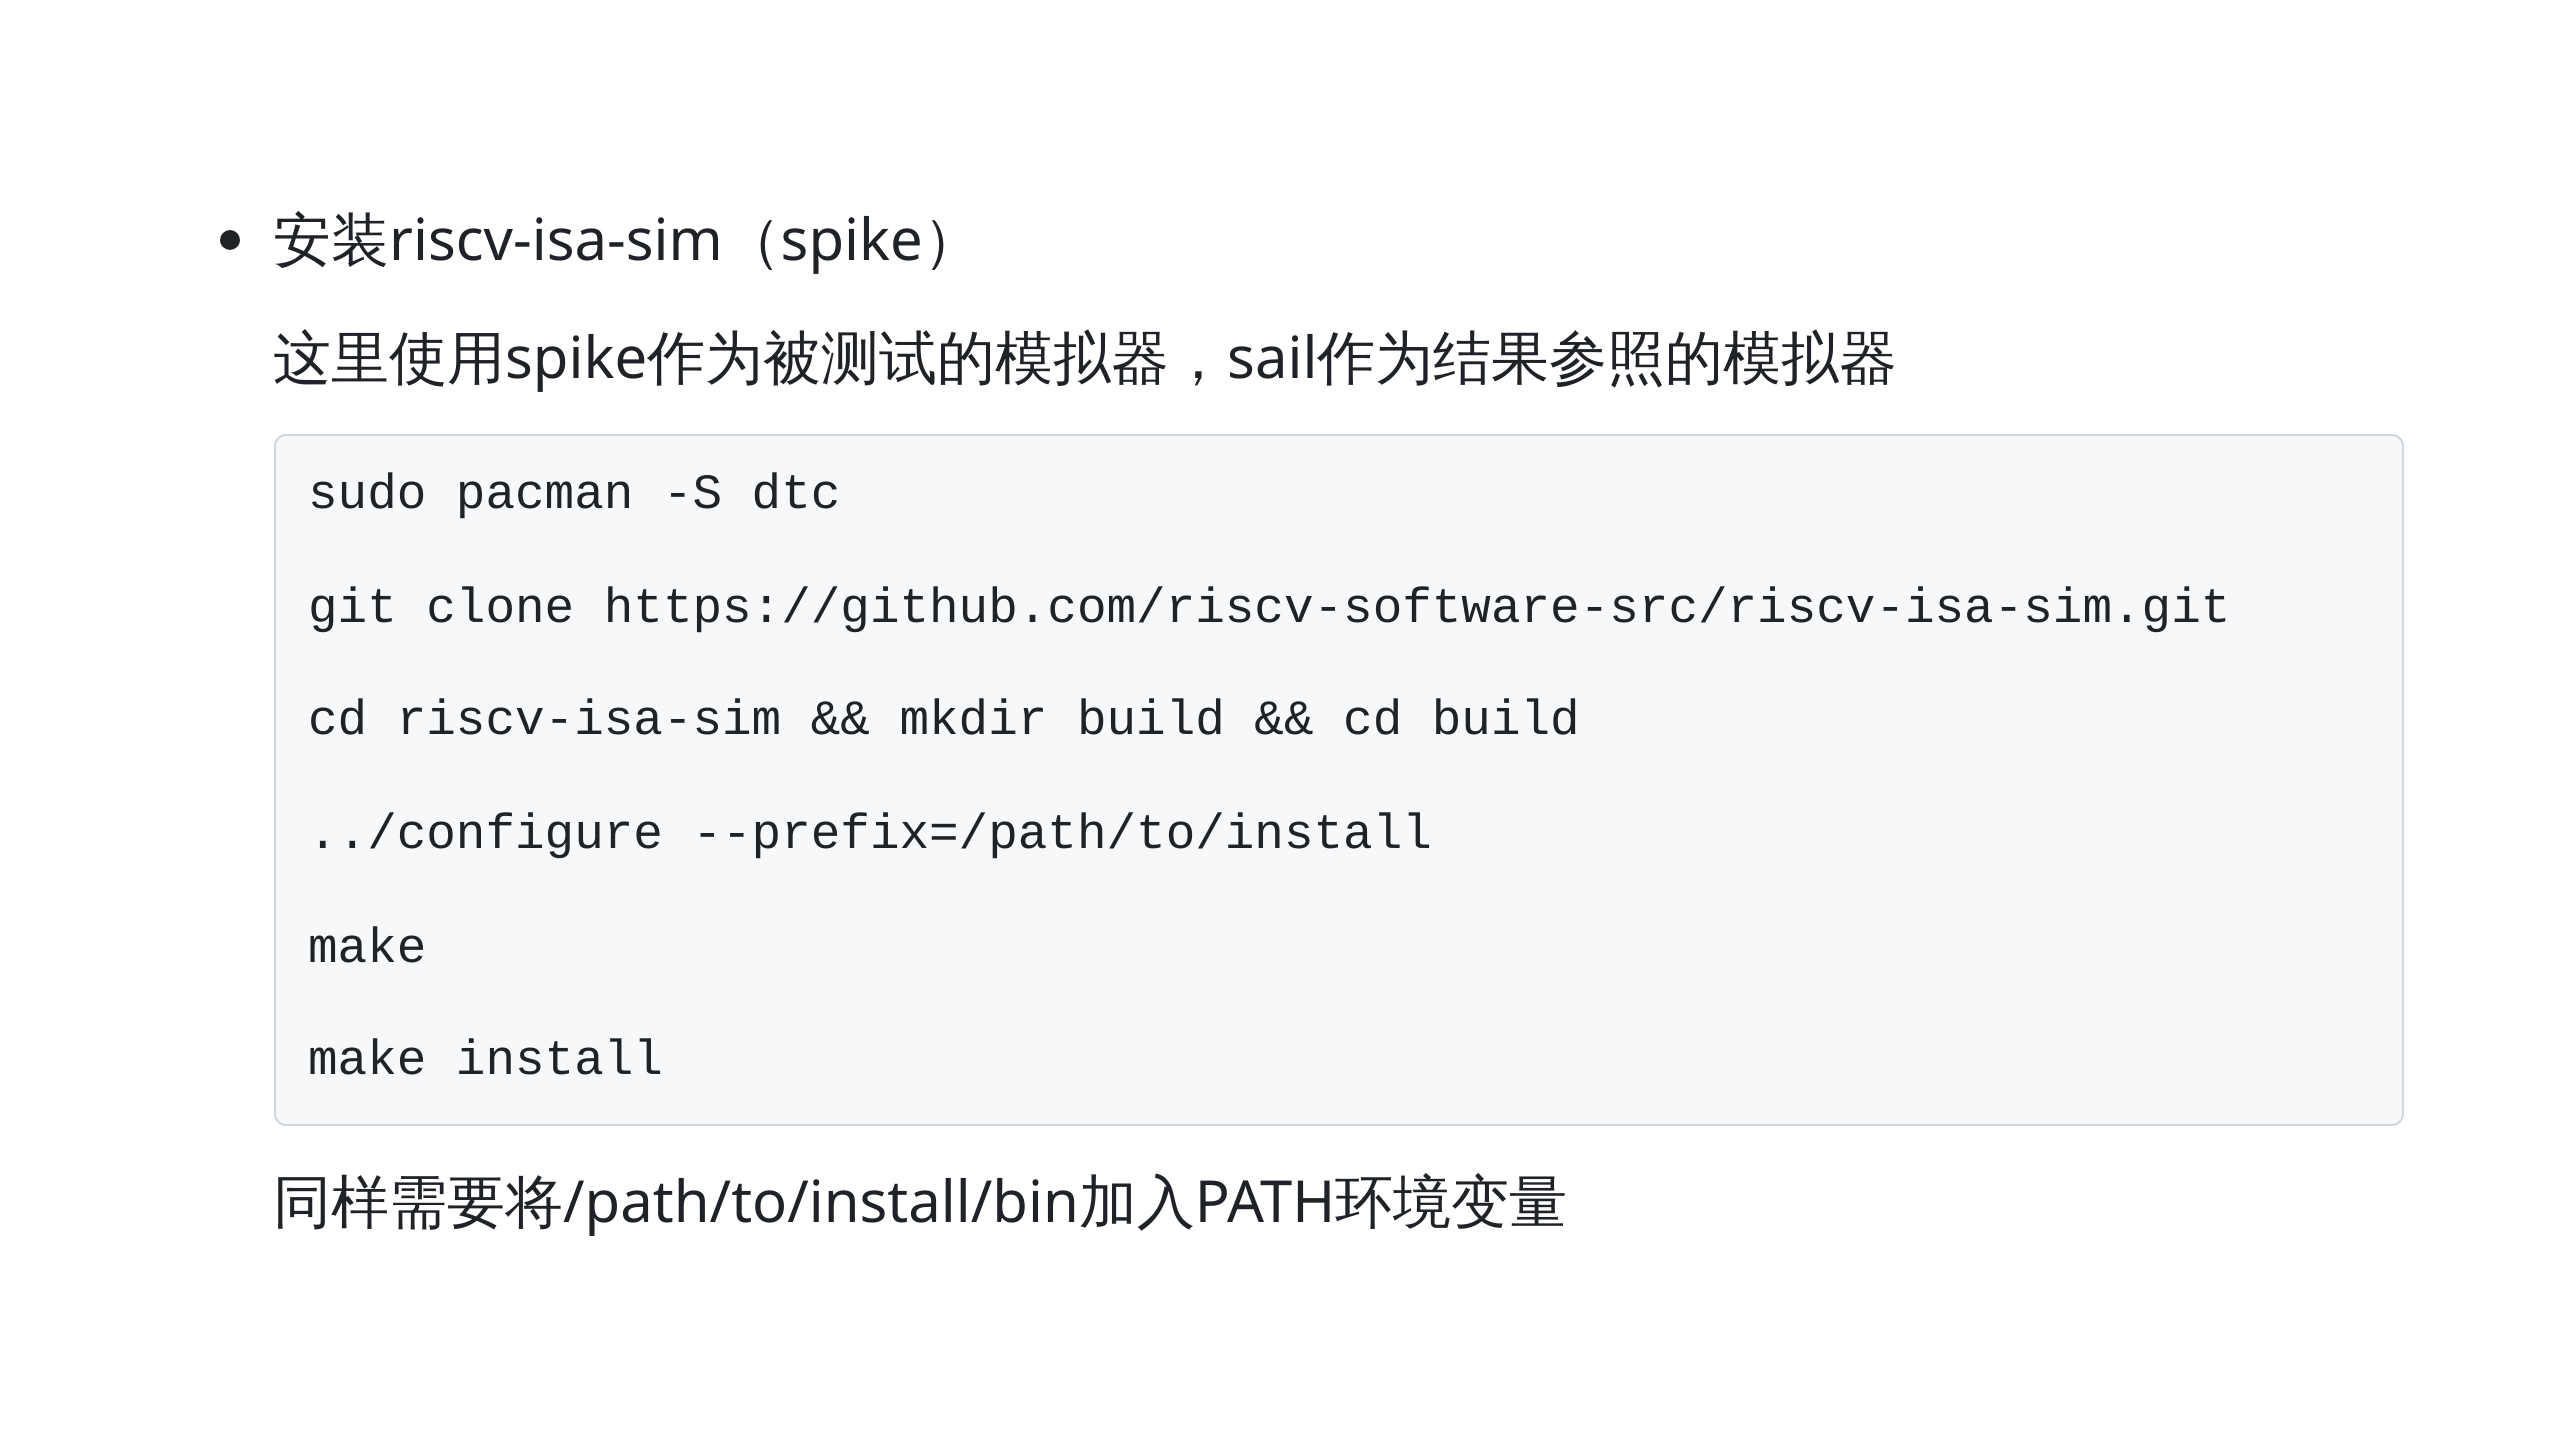 • 安装riscv-isa-sim（spike）
这里使用spike作为被测试的模拟器，sail作为结果参照的模拟器
sudo pacman -S dtc
git clone https://github.com/riscv-software-src/riscv-isa-sim.git
cd riscv-isa-sim && mkdir build && cd build
../configure --prefix=/path/to/install
make
make install
同样需要将/path/to/install/bin加入PATH环境变量